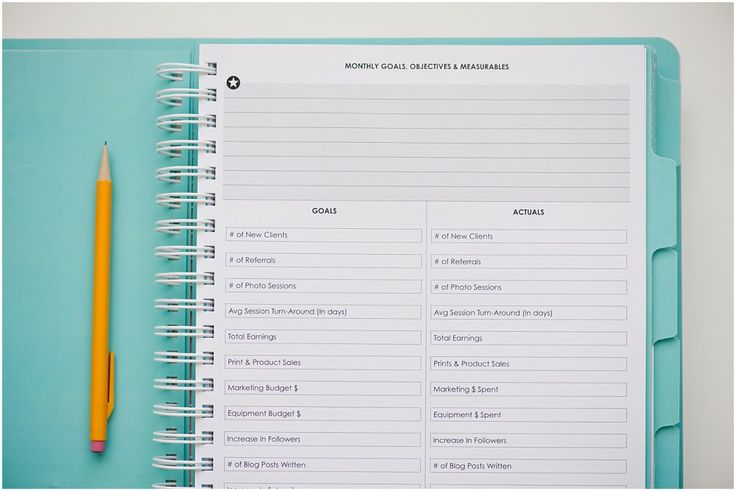 MONTHLY GOALS, OBJECTIVES & MEASURABLES
GOALS
# of New Clients
# of Referrals
# of Photo Sessions
Avg Session Turn-Around (In days)
Total Earnings
Print & Product Sales
Marketing Budget $
Equipment Budget $
Increase In Followers
# of Blog Posts Written
ACTUALS
# of New Clients
# of Referrals
# of Photo Sessions
Avg Session Turn-Around (In days)
Total Earnings
Prints & Product Sales
Marketing $ Spent
Equipment $ Spent
Increase In Followers
# of Blog Posts Written